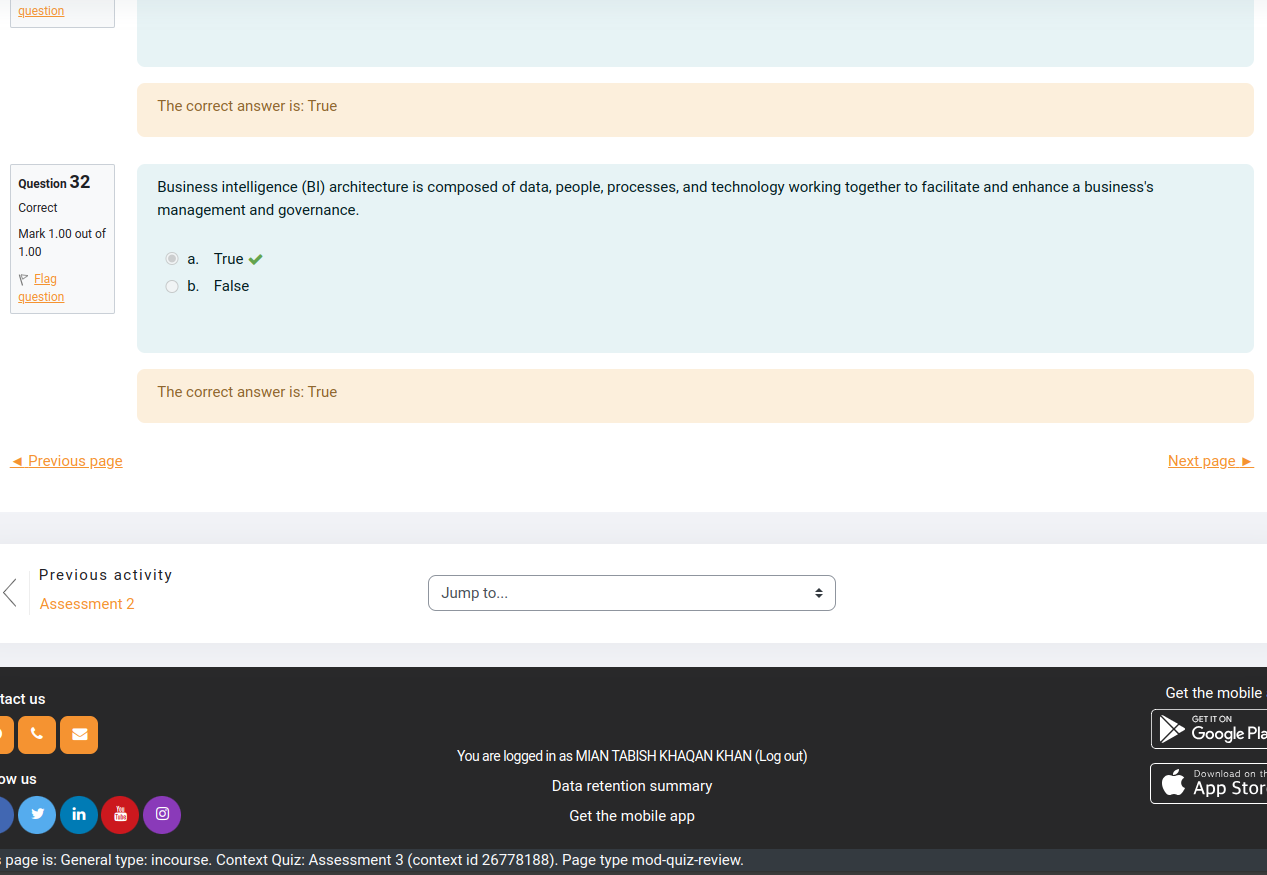 question
The correct answer is: True
Question 32
Correct
Mark 1.00 out of
1.00
Flag
question
Business intelligence (BI) architecture is composed of data, people, processes, and technology working together to facilitate and enhance a business's
management and governance.
a. True
b. False
The correct answer is: True
◄ Previous page
Next page ►
Previous activity
Assessment 2
Jump to...
tact us
ow us
You are logged in as MIAN TABISH KHAQAN KHAN (Log out)
Data retention summary
Get the mobile app
Get the mobile
GET IT ON
Google Pla
Download on th
App Stor
You
Tube
in
s page is: General type: incourse. Context Quiz: Assessment 3 (context id 26778188). Page type mod-quiz-review.